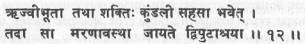 ऋज्वीभूता तथा शक्तिः कुंडली सहसा भवेत् ।
तदा सा मरणावस्था जायते द्विपुटाश्रया ॥ १२ ॥